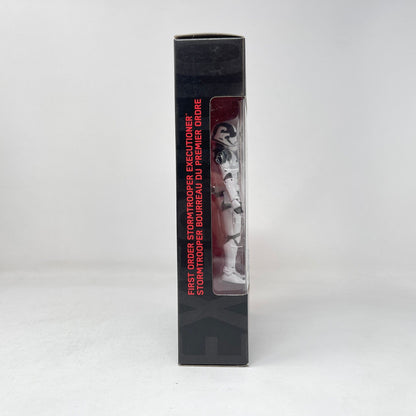 FIRST ORDER STORMTROOPER EXECUTIONER
STORMTROOPER BOURREAU DU PREMIER ORDRE